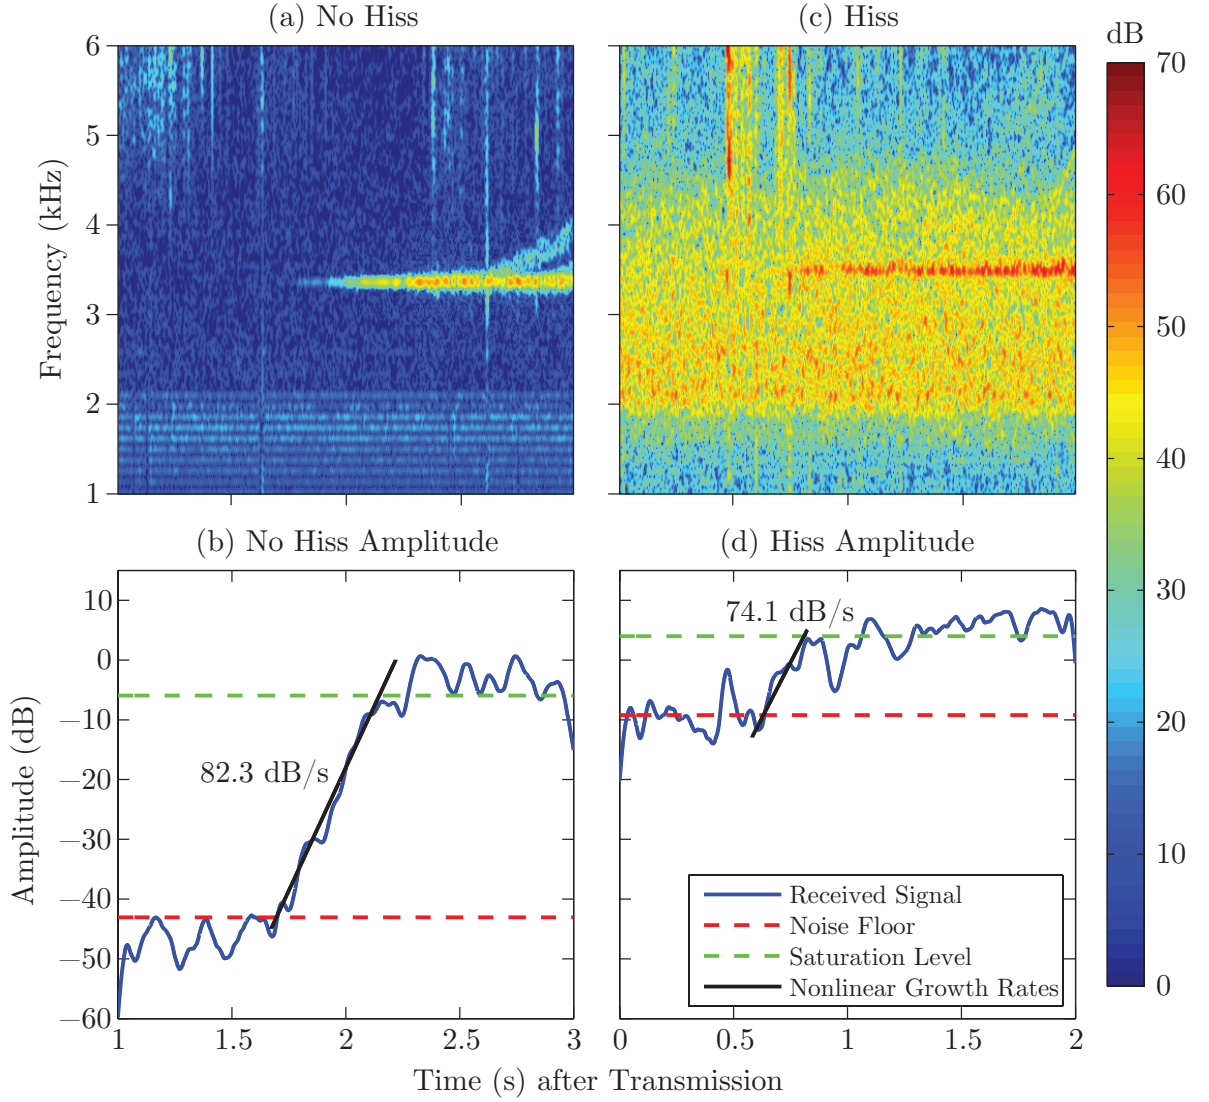 (a) No Hiss
(c) Hiss
dB
6
5
4
3
2
1
Frequency (kHz)
70
60
50
40
30
20
10
0
(b) No Hiss Amplitude
(d) Hiss Amplitude
10
0
−10
−20
−30
−40
−50
−60
Amplitude (dB)
82.3 dB/s
74.1 dB/s
Received Signal
Noise Floor
Saturation Level
Nonlinear Growth Rates
1 1.5 2 2.5 3
0 0.5 1 1.5 2
Time (s) after Transmission